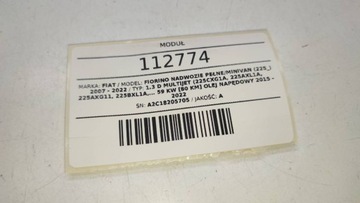 MODUŁ
112774
MARKA: FIAT / MODEL: FIORINO NADWOZIE PEŁNE/MINIVAN (225_)
2007 - 2022 / TYP: 1.3 D MULTIJET (225CXG1A, 225AXL1A,
225AXG11, 225BXL1A,... 59 KW [80 KM] OLEJ NAPĘDOWY 2015 -
2022
SN: A2C18205705 / JAKOŚĆ: A